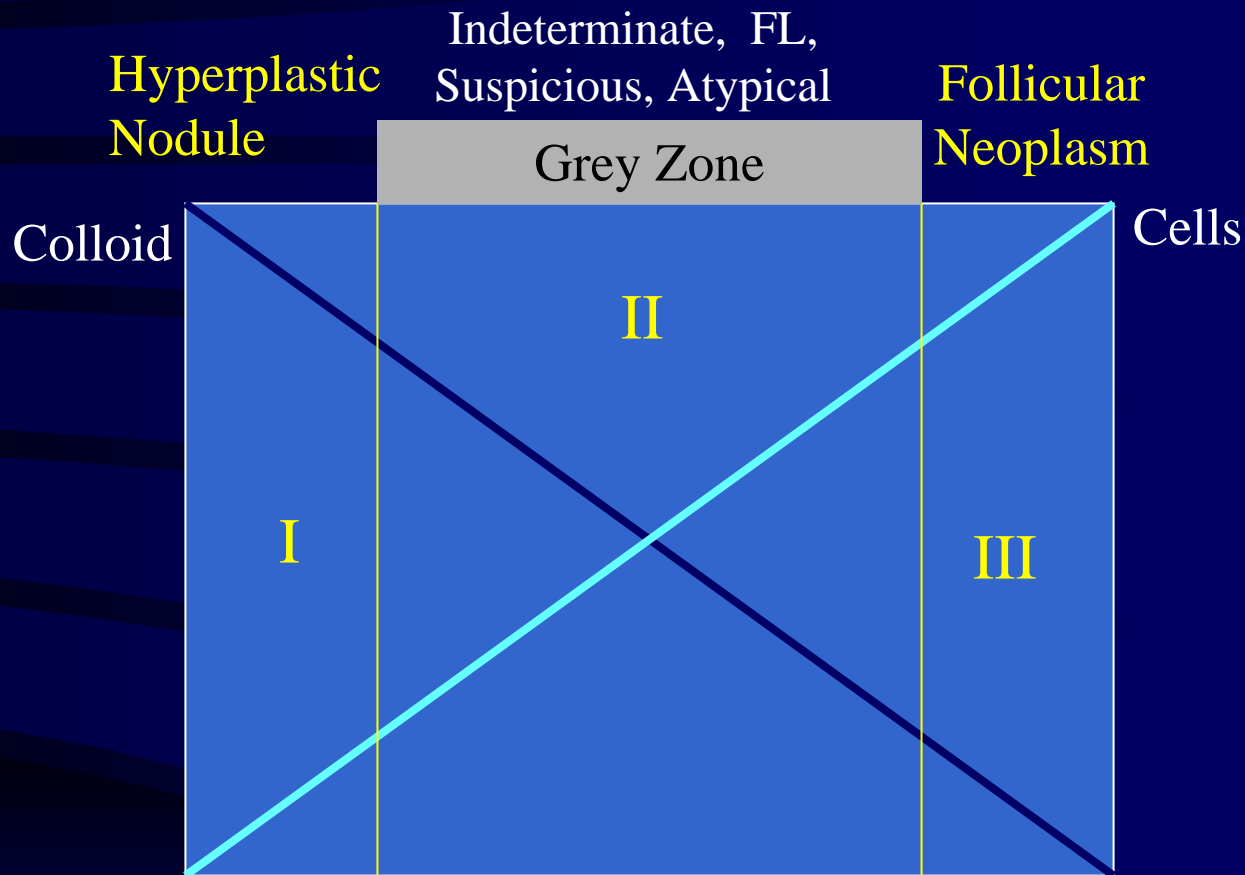 Indeterminate, FL,
Suspicious, Atypical
Hyperplastic
Nodule
Follicular
Neoplasm
Grey Zone
Colloid
Cells
II
I
III